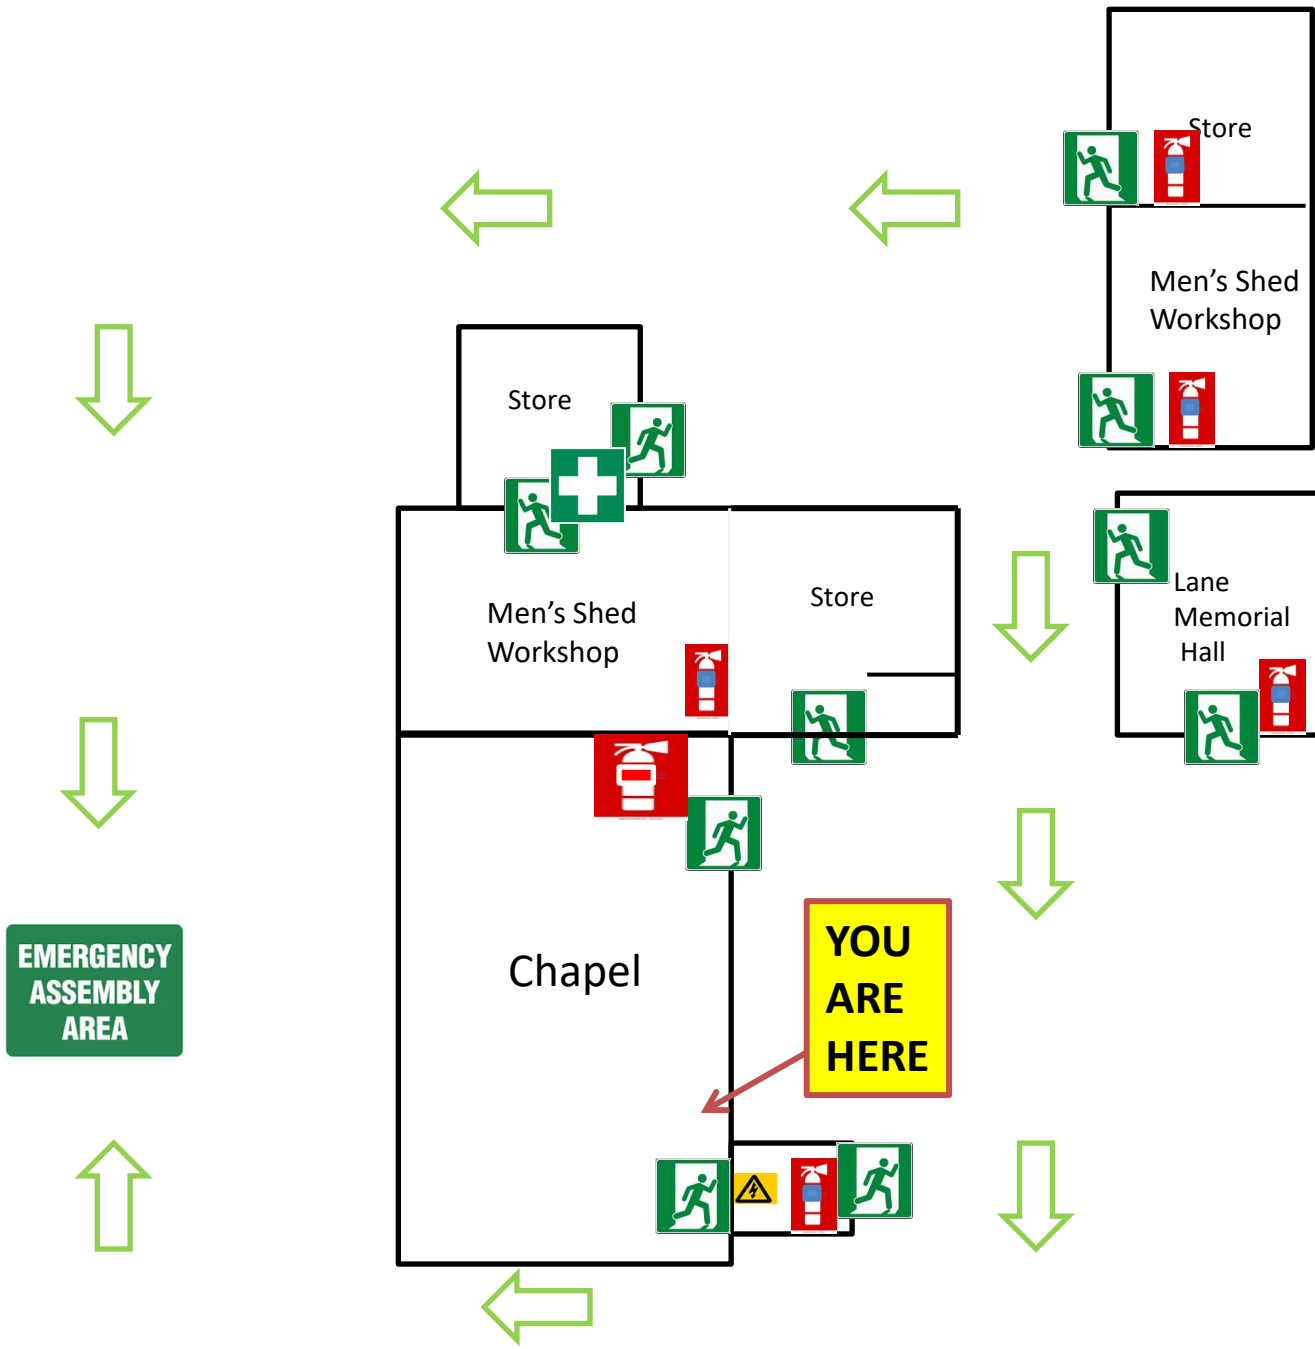 Store
Men's Shed
Workshop
Store
Lane
Memorial
Hall
Men's Shed
Workshop
Store
Chapel
YOU
ARE
HERE
EMERGENCY
ASSEMBLY
AREA